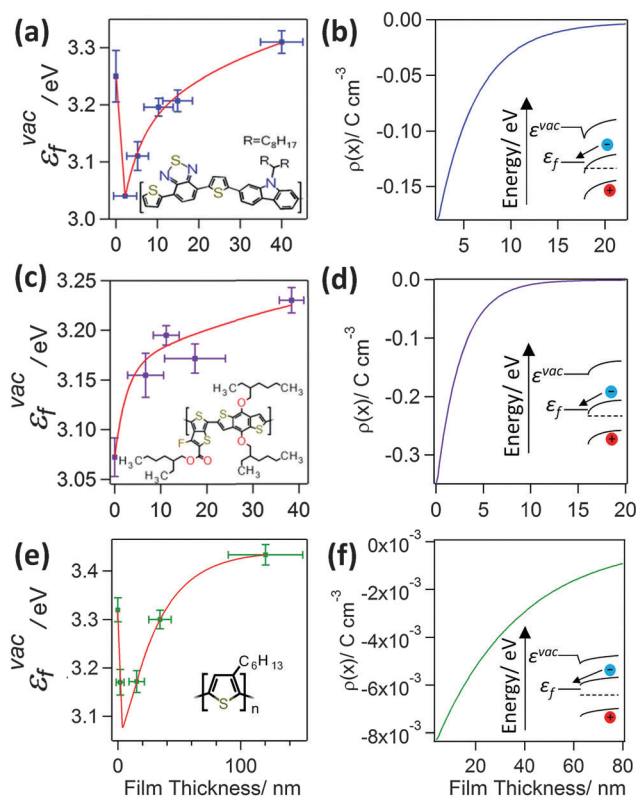 (a)
3.3
3.2
3.1
3.0
ε_f^vac / eV
0 10 20 30 40
R=C₈H₁₇
N S N
S
S
R R
N
(b)
0.00
-0.05
-0.10
-0.15
ρ(x)/ C cm⁻³
5 10 15 20
Energy/ eV
ε^vac
ε_f
−
+
(c)
3.25
3.20
3.15
3.10
3.05
ε_f^vac / eV
0 10 20 30 40
H₃C
CH₃
O
S
S
S
S
F
O
O
CH₃
H₃C
O
CH₃
CH₃
(d)
0.0
-0.1
-0.2
-0.3
ρ(x)/ C cm⁻³
0 5 10 15 20
Energy/ eV
ε^vac
ε_f
−
+
(e)
3.4
3.3
3.2
3.1
ε_f^vac / eV
0 40 80 120
Film Thickness/ nm
C₆H₁₃
S
n
(f)
0x10⁻³
-2x10⁻³
-4x10⁻³
-6x10⁻³
-8x10⁻³
ρ(x)/ C cm⁻³
20 40 60 80
Film Thickness/ nm
Energy/ eV
ε^vac
ε_f
−
+